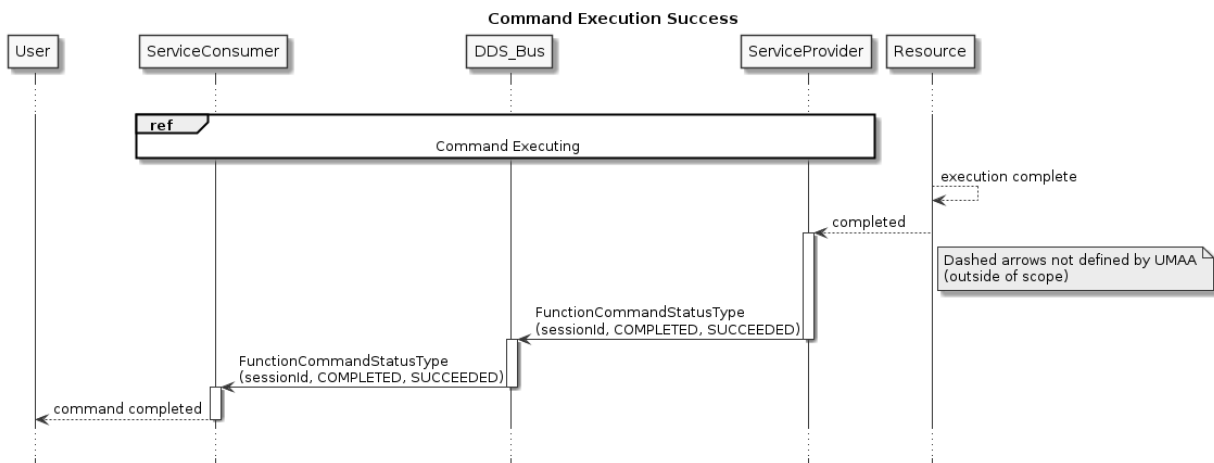 Command Execution Success
User
ServiceConsumer
DDS_Bus
ServiceProvider
Resource
ref
Command Executing
execution complete
completed
Dashed arrows not defined by UMAA
(outside of scope)
FunctionCommandStatusType
(sessionId, COMPLETED, SUCCEEDED)
FunctionCommandStatusType
(sessionId, COMPLETED, SUCCEEDED)
command completed